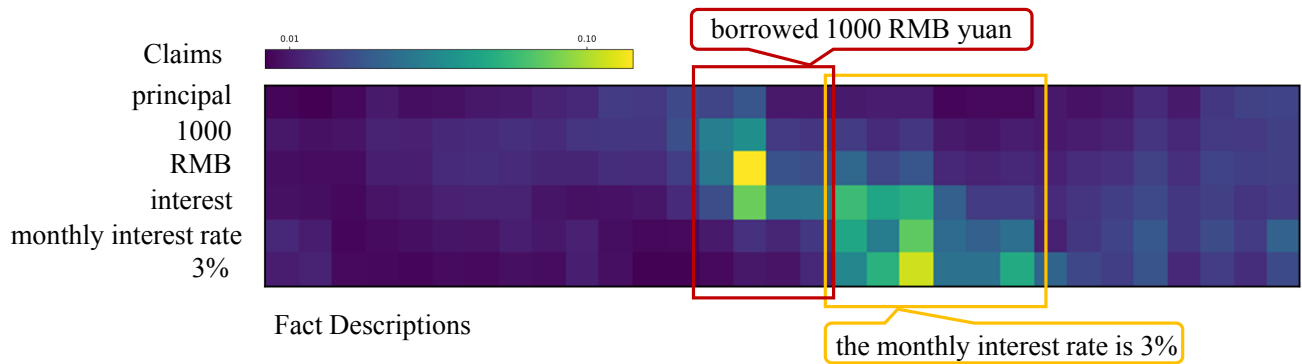 borrowed 1000 RMB yuan
0.01 0.10
Claims
principal
1000
RMB
interest
monthly interest rate
3%
Fact Descriptions
the monthly interest rate is 3%